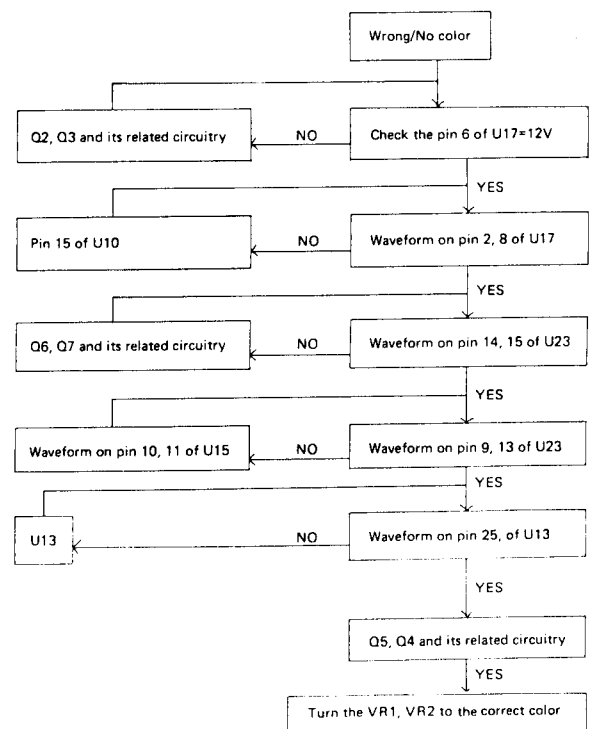 Wrong/No color
Q2, Q3 and its related circuitry
NO
Check the pin 6 of U17=12V
YES
Pin 15 of U10
NO
Waveform on pin 2, 8 of U17
YES
Q6, Q7 and its related circuitry
NO
Waveform on pin 14, 15 of U23
YES
Waveform on pin 10, 11 of U15
NO
Waveform on pin 9, 13 of U23
YES
U13
NO
Waveform on pin 25, of U13
YES
Q5, Q4 and its related circuitry
YES
Turn the VR1, VR2 to the correct color